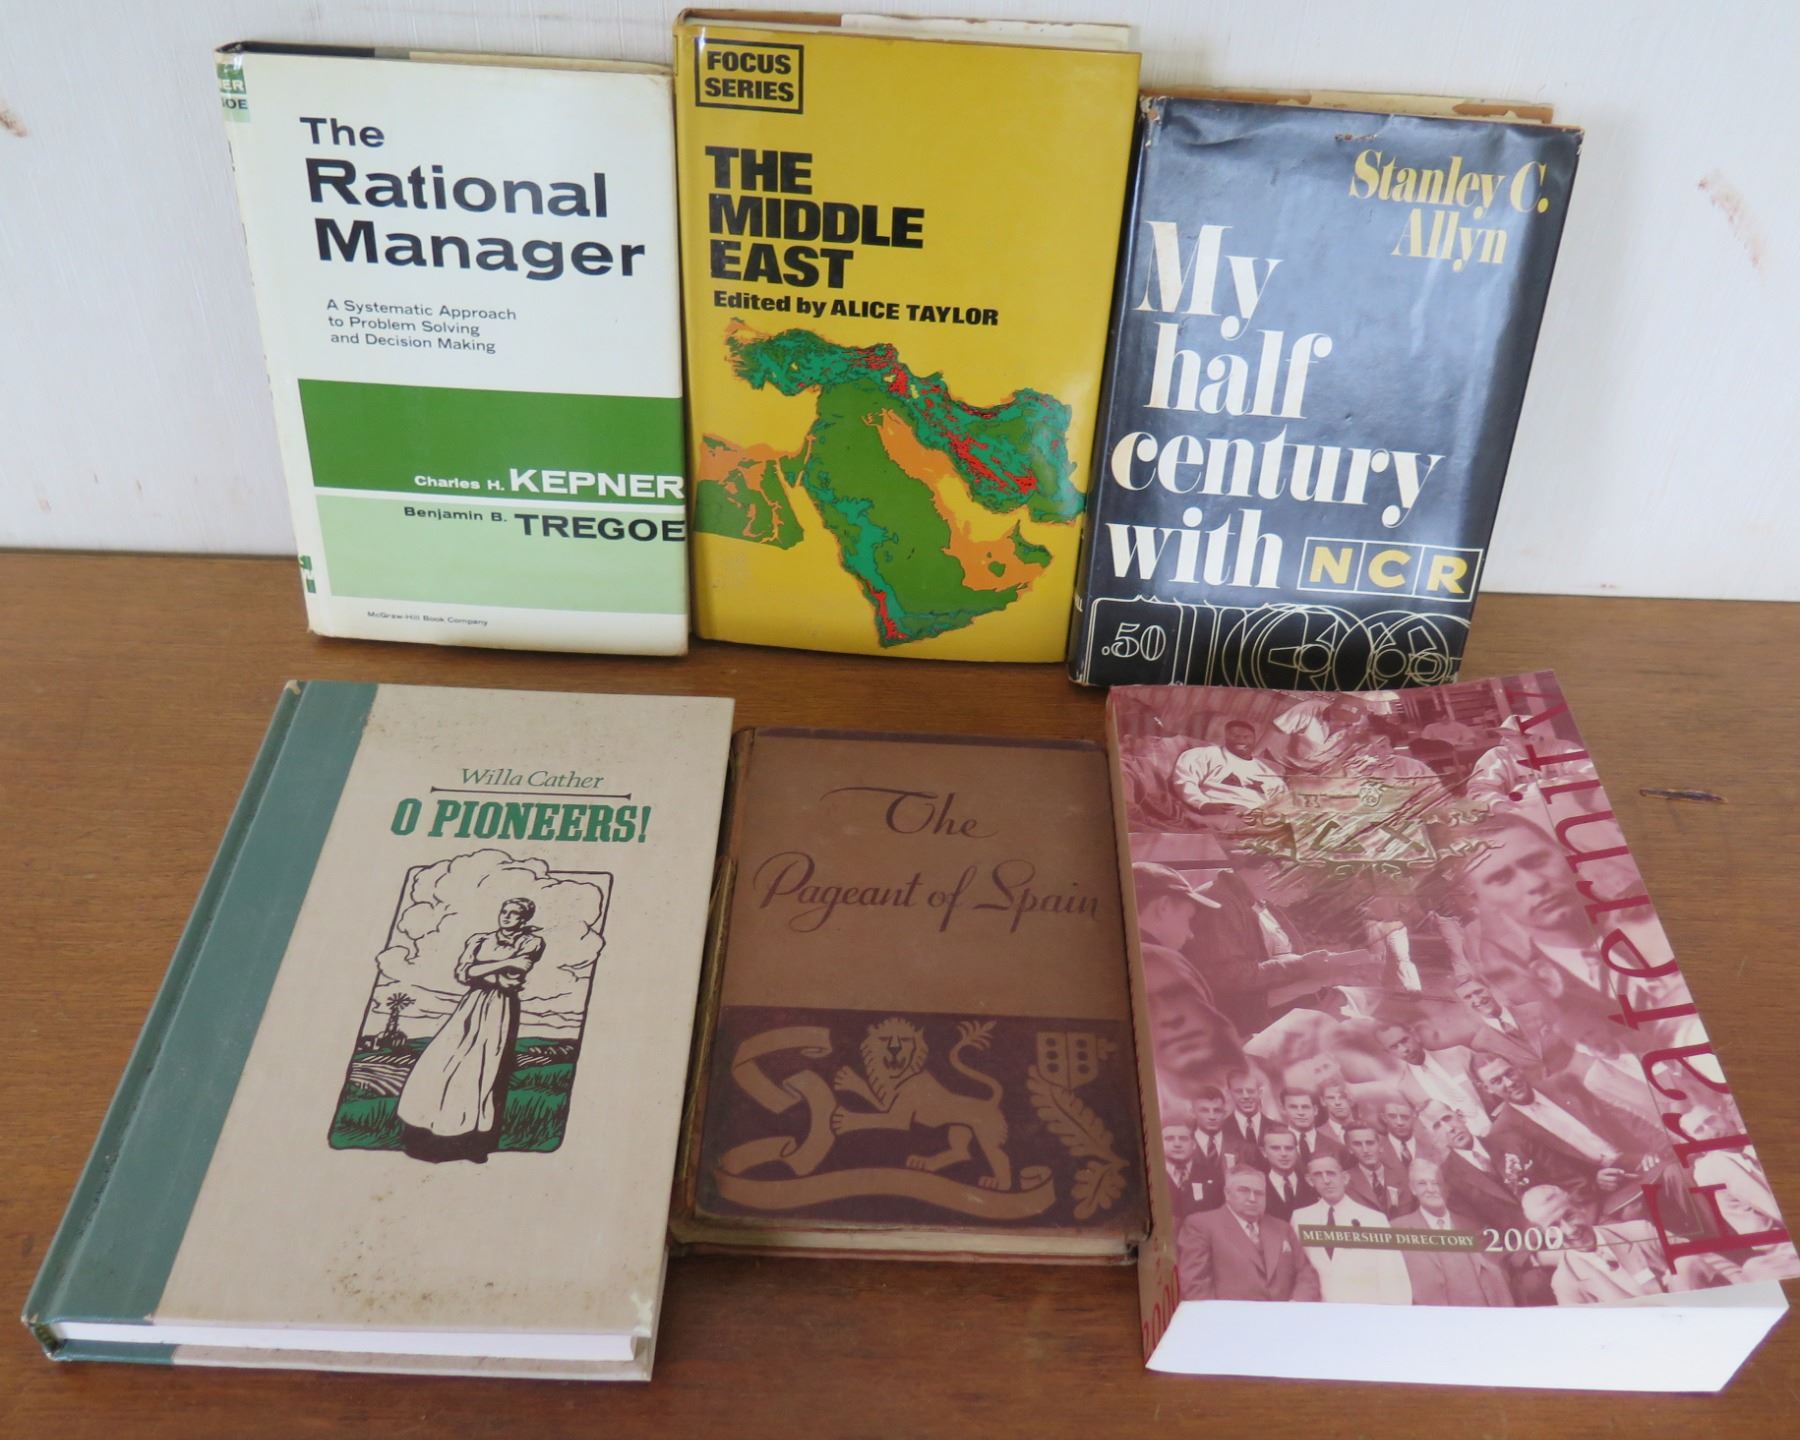 The
Rational
Manager
A Systematic Approach
to Problem Solving
and Decision Making
Charles H. KEPNER
Benjamin B. TREGOE
McGraw-Hill Book Company
FOCUS
SERIES
THE
MIDDLE
EAST
Edited by ALICE TAYLOR
Stanley C.
Allyn
My
half
century
with NCR
.50
Willa Cather
O PIONEERS!
The
Pageant of Spain
Fraternity
MEMBERSHIP DIRECTORY 2000
2000